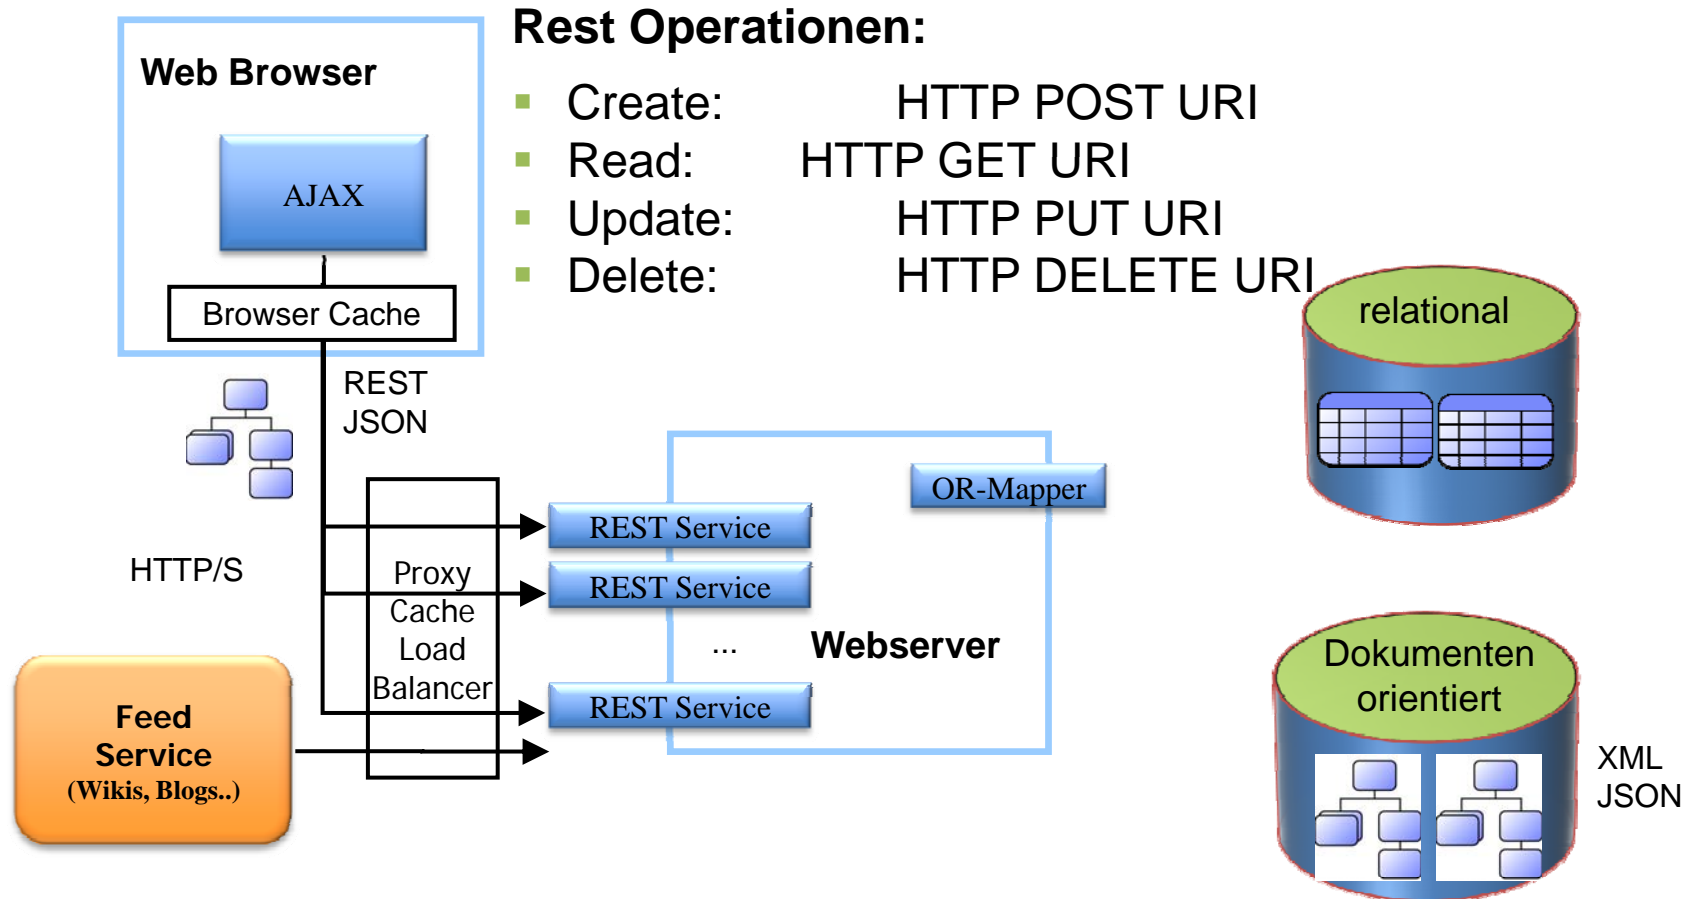 Rest Operationen:
Web Browser
Create: HTTP POST URI
Read: HTTP GET URI
Update: HTTP PUT URI
Delete: HTTP DELETE URI
AJAX
Browser Cache
relational
REST
JSON
OR-Mapper
REST Service
HTTP/S
Proxy
Cache
Load
Balancer
REST Service
...
Webserver
REST Service
Feed
Service
(Wikis, Blogs..)
Dokumenten
orientiert
XML
JSON